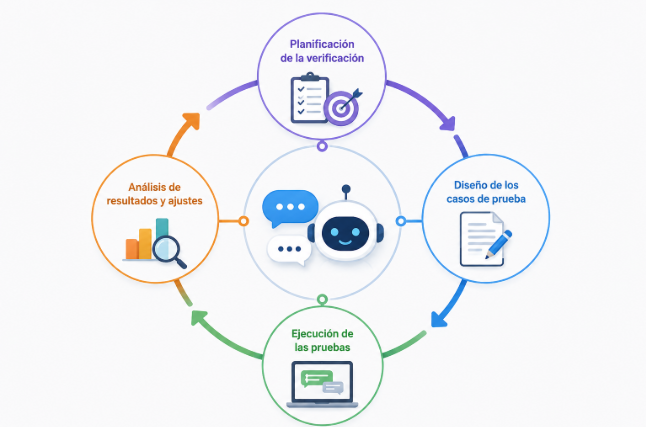 Planificación
de la verificación
Diseño de los
casos de prueba
Ejecución de
las pruebas
Análisis de
resultados y ajustes